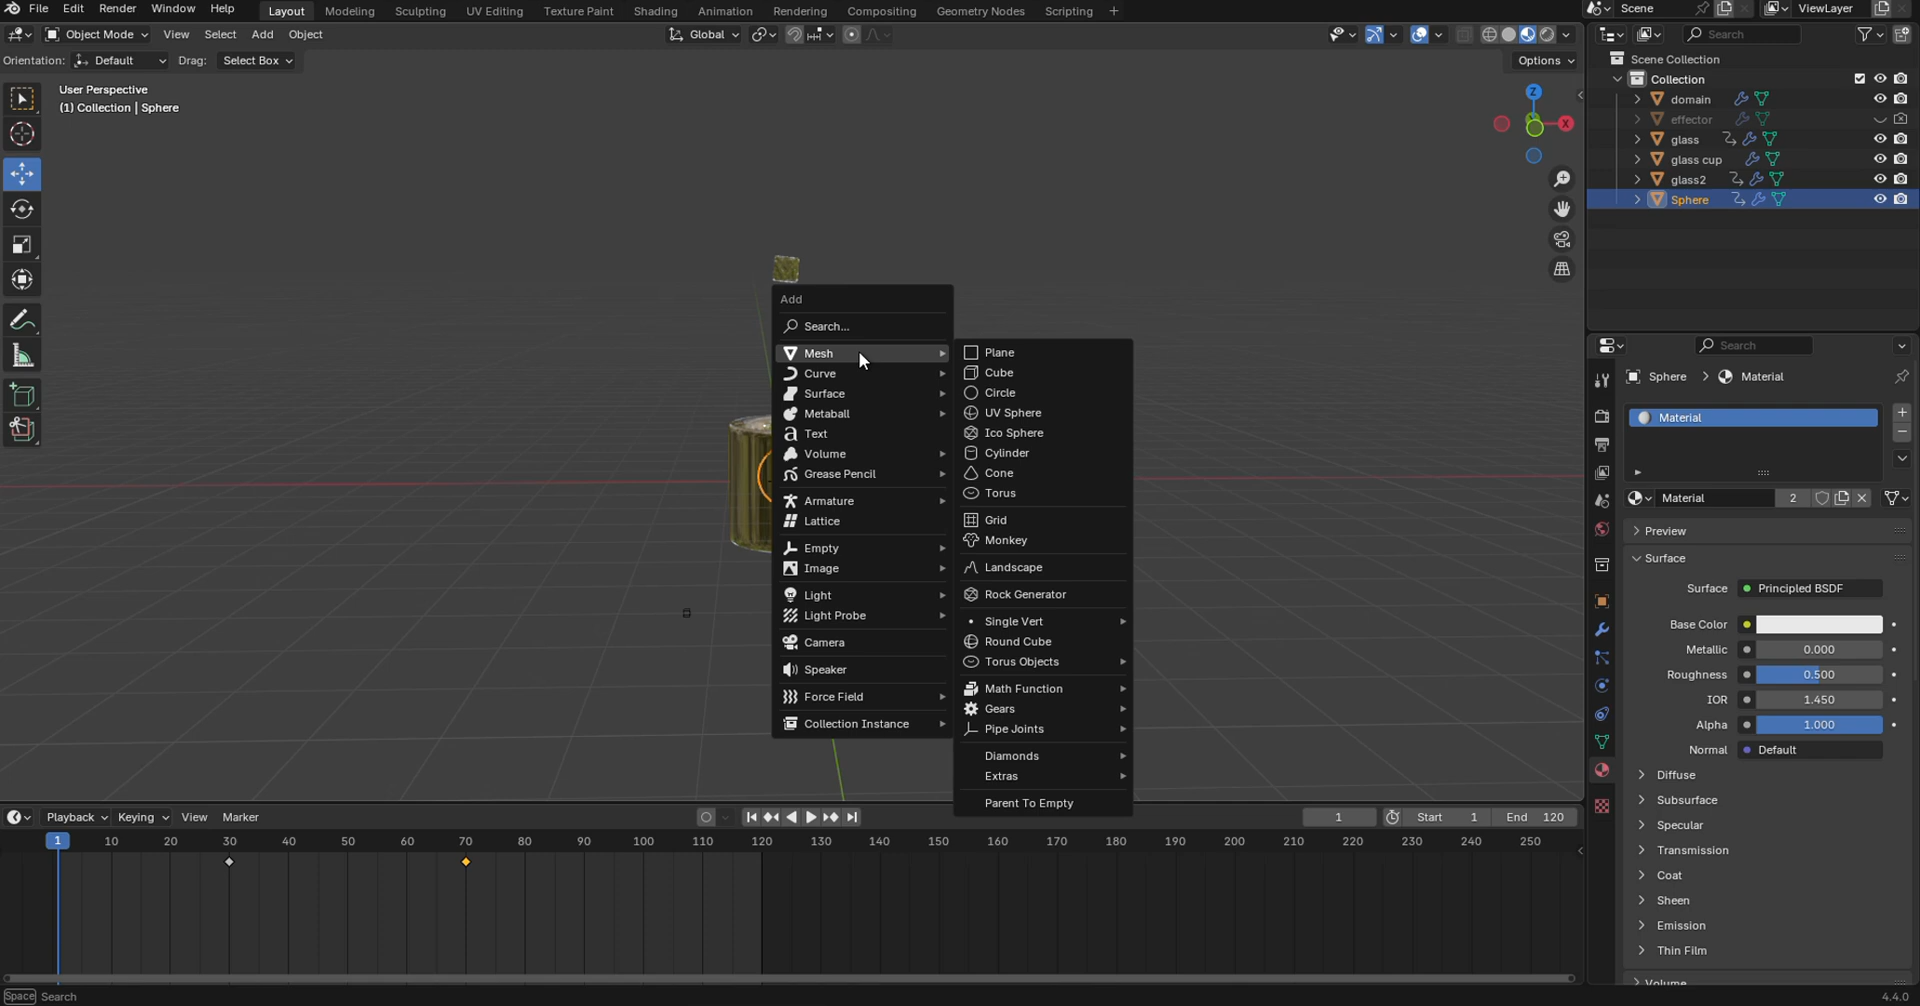 File Edit Render Window Help Layout Modeling Sculpting UV Editing Texture Paint Shading Animation Rendering Compositing Geometry Nodes Scripting + Scene ViewLayer
Object Mode View Select Add Object Global
Orientation: Default Drag: Select Box Options
User Perspective
(1) Collection | Sphere
Z
X
Add
Search...
Mesh
Curve
Surface
Metaball
Text
Volume
Grease Pencil
Armature
Lattice
Empty
Image
Light
Light Probe
Camera
Speaker
Force Field
Collection Instance
Plane
Cube
Circle
UV Sphere
Ico Sphere
Cylinder
Cone
Torus
Grid
Monkey
Landscape
Rock Generator
Single Vert
Round Cube
Torus Objects
Math Function
Gears
Pipe Joints
Diamonds
Extras
Parent To Empty
Search
Scene Collection
Collection
domain
effector
glass
glass cup
glass2
Sphere
Search
Sphere > Material
Material
Material 2
Preview
Surface
Surface Principled BSDF
Base Color
Metallic 0.000
Roughness 0.500
IOR 1.450
Alpha 1.000
Normal Default
Diffuse
Subsurface
Specular
Transmission
Coat
Sheen
Emission
Thin Film
Volume
Playback Keying View Marker 1 Start 1 End 120
1 10 20 30 40 50 60 70 80 90 100 110 120 130 140 150 160 170 180 190 200 210 220 230 240 250
Space Search 4.4.0